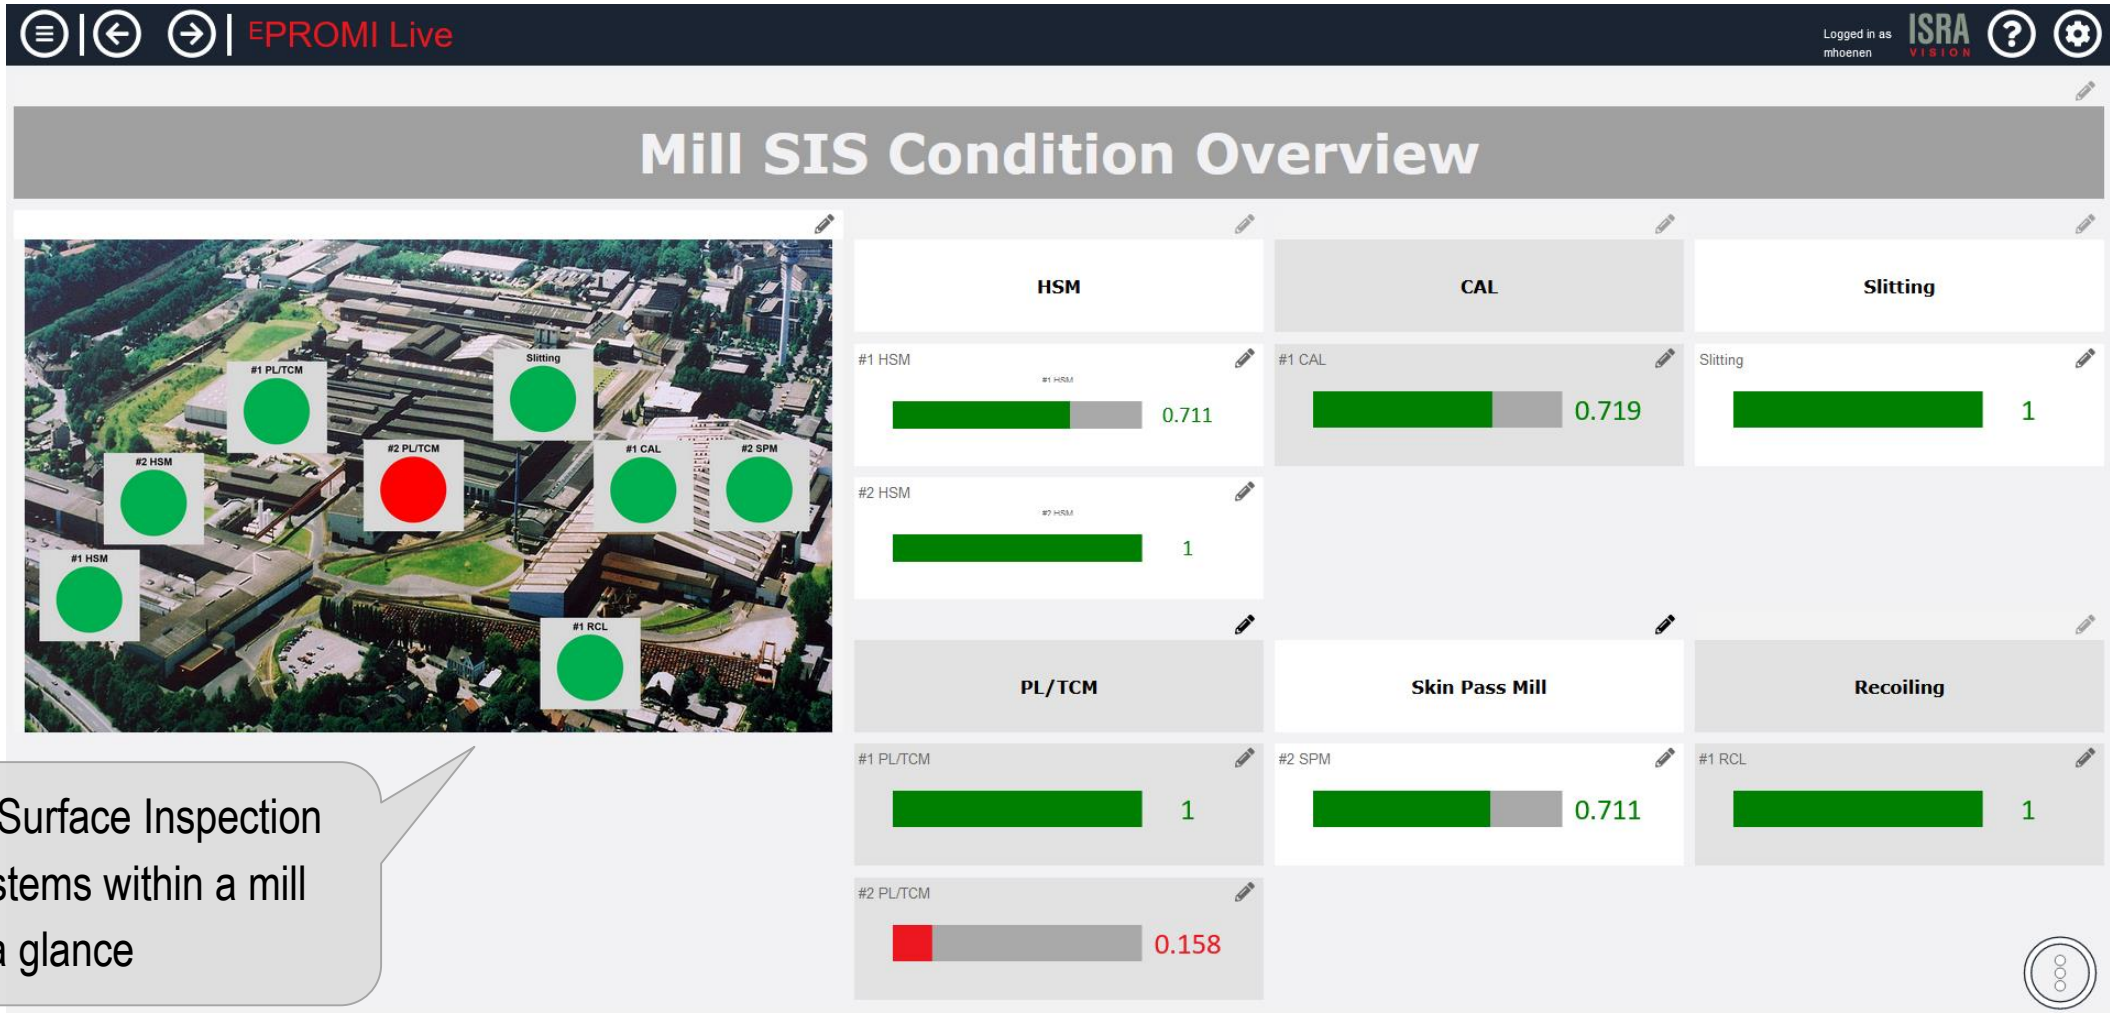 EPROMI Live
Logged in as
mhoenen
ISRA
VISION
Mill SIS Condition Overview
#1 PL/TCM
Slitting
#2 PL/TCM
#1 CAL
#2 SPM
#2 HSM
#1 HSM
#1 RCL
HSM
#1 HSM
#1 HSM
0.711
#2 HSM
#2 HSM
1
CAL
#1 CAL
0.719
Slitting
Slitting
1
PL/TCM
#1 PL/TCM
1
#2 PL/TCM
0.158
Skin Pass Mill
#2 SPM
0.711
Recoiling
#1 RCL
1
Surface Inspection
stems within a mill
a glance